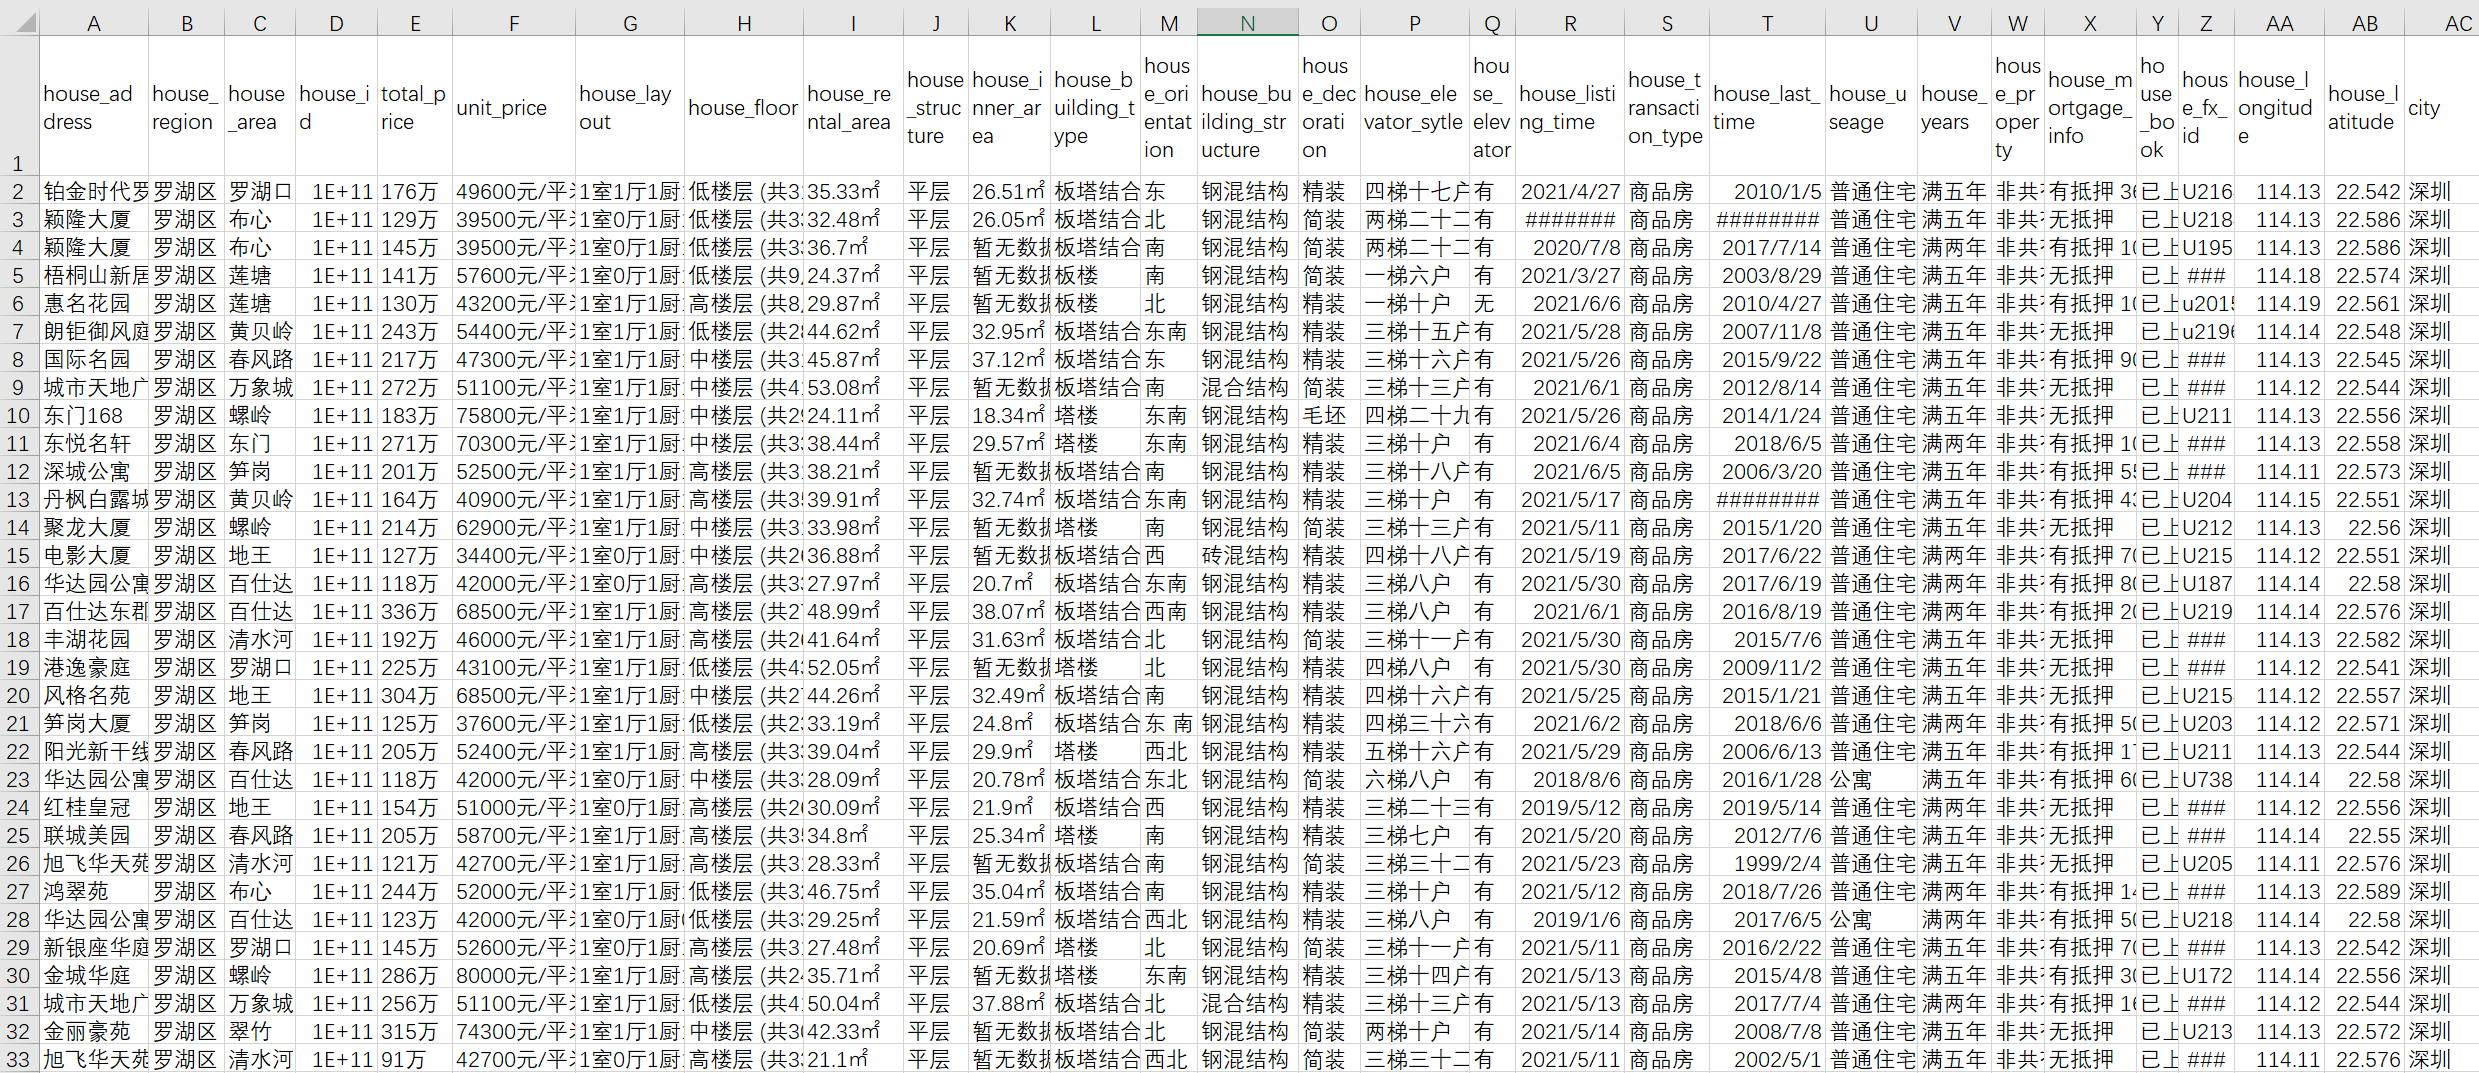 A B C D E F G H I J K L M N O P Q R S T U V W X Y Z AA AB AC
1 house_address house_region house_area house_id total_price unit_price house_layout house_floor house_rental_area house_structure house_inner_area house_building_type house_orientation house_building_structure house_decoration house_elevator_sytle house_elevator house_listing_time house_transaction_type house_last_time house_useage house_years house_property house_mortgage_info house_book house_fx_id house_longitude house_latitude city
2 铂金时代罗 罗湖区 罗湖口 1E+11 176万 49600元/平 1室1厅1厨 低楼层 (共3 35.33㎡ 平层 26.51㎡ 板塔结合 东 钢混结构 精装 四梯十七户 有 2021/4/27 商品房 2010/1/5 普通住宅 满五年 非共 有抵押 36 已上 U216 114.13 22.542 深圳
3 颖隆大厦 罗湖区 布心 1E+11 129万 39500元/平 1室0厅1厨 低楼层 (共3 32.48㎡ 平层 26.05㎡ 板塔结合 北 钢混结构 简装 两梯二十二 有 ####### 商品房 ######## 普通住宅 满五年 非共 无抵押 已上 U218 114.13 22.586 深圳
4 颖隆大厦 罗湖区 布心 1E+11 145万 39500元/平 1室0厅1厨 低楼层 (共3 36.7㎡ 平层 暂无数据 板塔结合 南 钢混结构 简装 两梯二十二 有 2020/7/8 商品房 2017/7/14 普通住宅 满两年 非共 有抵押 10 已上 U195 114.13 22.586 深圳
5 梧桐山新居 罗湖区 莲塘 1E+11 141万 57600元/平 1室0厅1厨 低楼层 (共9 24.37㎡ 平层 暂无数据 板楼 南 钢混结构 简装 一梯六户 有 2021/3/27 商品房 2003/8/29 普通住宅 满五年 非共 无抵押 已上 ### 114.18 22.574 深圳
6 惠名花园 罗湖区 莲塘 1E+11 130万 43200元/平 1室0厅1厨 高楼层 (共8 29.87㎡ 平层 暂无数据 板楼 北 钢混结构 精装 一梯十户 无 2021/6/6 商品房 2010/4/27 普通住宅 满五年 非共 有抵押 10 已上 u2015 114.19 22.561 深圳
7 朗钜御风庭 罗湖区 黄贝岭 1E+11 243万 54400元/平 1室1厅1厨 低楼层 (共28 44.62㎡ 平层 32.95㎡ 板塔结合 东南 钢混结构 精装 三梯十五户 有 2021/5/28 商品房 2007/11/8 普通住宅 满五年 非共 无抵押 已上 u2196 114.14 22.548 深圳
8 国际名园 罗湖区 春风路 1E+11 217万 47300元/平 1室1厅1厨 中楼层 (共3 45.87㎡ 平层 37.12㎡ 板塔结合 东 钢混结构 精装 三梯十六户 有 2021/5/26 商品房 2015/9/22 普通住宅 满五年 非共 有抵押 90 已上 ### 114.13 22.545 深圳
9 城市天地广 罗湖区 万象城 1E+11 272万 51100元/平 1室1厅1厨 中楼层 (共4 53.08㎡ 平层 暂无数据 板塔结合 南 混合结构 简装 三梯十三户 有 2021/6/1 商品房 2012/8/14 普通住宅 满五年 非共 无抵押 已上 ### 114.12 22.544 深圳
10 东门168 罗湖区 螺岭 1E+11 183万 75800元/平 1室1厅1厨 中楼层 (共29 24.11㎡ 平层 18.34㎡ 塔楼 东南 钢混结构 毛坯 四梯二十九 有 2021/5/26 商品房 2014/1/24 普通住宅 满五年 非共 无抵押 已上 U211 114.13 22.556 深圳
11 东悦名轩 罗湖区 东门 1E+11 271万 70300元/平 1室1厅1厨 中楼层 (共3 38.44㎡ 平层 29.57㎡ 塔楼 东南 钢混结构 精装 三梯十户 有 2021/6/4 商品房 2018/6/5 普通住宅 满两年 非共 有抵押 10 已上 ### 114.13 22.558 深圳
12 深城公寓 罗湖区 笋岗 1E+11 201万 52500元/平 1室1厅1厨 高楼层 (共3 38.21㎡ 平层 暂无数据 板塔结合 南 钢混结构 精装 三梯十八户 有 2021/6/5 商品房 2006/3/20 普通住宅 满五年 非共 有抵押 55 已上 ### 114.11 22.573 深圳
13 丹枫白露城 罗湖区 黄贝岭 1E+11 164万 40900元/平 1室1厅1厨 高楼层 (共35 39.91㎡ 平层 32.74㎡ 板塔结合 东南 钢混结构 精装 三梯十户 有 2021/5/17 商品房 ######## 普通住宅 满五年 非共 有抵押 43 已上 U204 114.15 22.551 深圳
14 聚龙大厦 罗湖区 螺岭 1E+11 214万 62900元/平 1室1厅1厨 中楼层 (共3 33.98㎡ 平层 暂无数据 塔楼 南 钢混结构 简装 三梯十三户 有 2021/5/11 商品房 2015/1/20 普通住宅 满五年 非共 无抵押 已上 U212 114.13 22.56 深圳
15 电影大厦 罗湖区 地王 1E+11 127万 34400元/平 1室0厅1厨 中楼层 (共26 36.88㎡ 平层 暂无数据 板塔结合 西 砖混结构 精装 四梯十八户 有 2021/5/19 商品房 2017/6/22 普通住宅 满两年 非共 有抵押 70 已上 U215 114.12 22.551 深圳
16 华达园公寓 罗湖区 百仕达 1E+11 118万 42000元/平 1室0厅1厨 高楼层 (共3 27.97㎡ 平层 20.7㎡ 板塔结合 东南 钢混结构 精装 三梯八户 有 2021/5/30 商品房 2017/6/19 普通住宅 满两年 非共 有抵押 80 已上 U187 114.14 22.58 深圳
17 百仕达东郡 罗湖区 百仕达 1E+11 336万 68500元/平 1室1厅1厨 高楼层 (共2 48.99㎡ 平层 38.07㎡ 板塔结合 西南 钢混结构 精装 三梯八户 有 2021/6/1 商品房 2016/8/19 普通住宅 满两年 非共 有抵押 20 已上 U219 114.14 22.576 深圳
18 丰湖花园 罗湖区 清水河 1E+11 192万 46000元/平 1室1厅1厨 高楼层 (共26 41.64㎡ 平层 31.63㎡ 板塔结合 北 钢混结构 简装 三梯十一户 有 2021/5/30 商品房 2015/7/6 普通住宅 满五年 非共 无抵押 已上 ### 114.13 22.582 深圳
19 港逸豪庭 罗湖区 罗湖口 1E+11 225万 43100元/平 1室1厅1厨 低楼层 (共4 52.05㎡ 平层 暂无数据 塔楼 北 钢混结构 精装 四梯八户 有 2021/5/30 商品房 2009/11/2 普通住宅 满五年 非共 无抵押 已上 ### 114.12 22.541 深圳
20 风格名苑 罗湖区 地王 1E+11 304万 68500元/平 1室1厅1厨 中楼层 (共2 44.26㎡ 平层 32.49㎡ 板塔结合 南 钢混结构 精装 四梯十六户 有 2021/5/25 商品房 2015/1/21 普通住宅 满五年 非共 无抵押 已上 U215 114.12 22.557 深圳
21 笋岗大厦 罗湖区 笋岗 1E+11 125万 37600元/平 1室1厅1厨 低楼层 (共2 33.19㎡ 平层 24.8㎡ 板塔结合 东 南 钢混结构 精装 四梯三十六 有 2021/6/2 商品房 2018/6/6 普通住宅 满两年 非共 有抵押 50 已上 U203 114.12 22.571 深圳
22 阳光新干线 罗湖区 春风路 1E+11 205万 52400元/平 1室1厅1厨 高楼层 (共3 39.04㎡ 平层 29.9㎡ 塔楼 西北 钢混结构 精装 五梯十六户 有 2021/5/29 商品房 2006/6/13 普通住宅 满五年 非共 有抵押 17 已上 U211 114.13 22.544 深圳
23 华达园公寓 罗湖区 百仕达 1E+11 118万 42000元/平 1室0厅1厨 中楼层 (共3 28.09㎡ 平层 20.78㎡ 板塔结合 东北 钢混结构 简装 六梯八户 有 2018/8/6 商品房 2016/1/28 公寓 满五年 非共 有抵押 60 已上 U738 114.14 22.58 深圳
24 红桂皇冠 罗湖区 地王 1E+11 154万 51000元/平 1室1厅1厨 高楼层 (共26 30.09㎡ 平层 21.9㎡ 板塔结合 西 钢混结构 精装 三梯二十三 有 2019/5/12 商品房 2019/5/14 普通住宅 满两年 非共 无抵押 已上 ### 114.12 22.556 深圳
25 联城美园 罗湖区 春风路 1E+11 205万 58700元/平 1室1厅1厨 高楼层 (共35 34.8㎡ 平层 25.34㎡ 塔楼 南 钢混结构 精装 三梯七户 有 2021/5/20 商品房 2012/7/6 普通住宅 满五年 非共 无抵押 已上 ### 114.14 22.55 深圳
26 旭飞华天苑 罗湖区 清水河 1E+11 121万 42700元/平 1室1厅1厨 高楼层 (共3 28.33㎡ 平层 暂无数据 板塔结合 南 钢混结构 简装 三梯三十二 有 2021/5/23 商品房 1999/2/4 普通住宅 满五年 非共 无抵押 已上 U205 114.11 22.576 深圳
27 鸿翠苑 罗湖区 布心 1E+11 244万 52000元/平 1室1厅1厨 低楼层 (共3 46.75㎡ 平层 35.04㎡ 板塔结合 南 钢混结构 精装 三梯十户 有 2021/5/12 商品房 2018/7/26 普通住宅 满两年 非共 有抵押 14 已上 ### 114.13 22.589 深圳
28 华达园公寓 罗湖区 百仕达 1E+11 123万 42000元/平 1室0厅1厨 低楼层 (共3 29.25㎡ 平层 21.59㎡ 板塔结合 西北 钢混结构 精装 三梯八户 有 2019/1/6 商品房 2017/6/5 公寓 满两年 非共 有抵押 50 已上 U218 114.14 22.58 深圳
29 新银座华庭 罗湖区 罗湖口 1E+11 145万 52600元/平 1室1厅1厨 高楼层 (共3 27.48㎡ 平层 20.69㎡ 塔楼 北 钢混结构 简装 三梯十一户 有 2021/5/11 商品房 2016/2/22 普通住宅 满五年 非共 有抵押 70 已上 ### 114.13 22.542 深圳
30 金城华庭 罗湖区 螺岭 1E+11 286万 80000元/平 1室1厅1厨 高楼层 (共24 35.71㎡ 平层 暂无数据 塔楼 东南 钢混结构 精装 三梯十四户 有 2021/5/13 商品房 2015/4/8 普通住宅 满五年 非共 有抵押 30 已上 U172 114.14 22.556 深圳
31 城市天地广 罗湖区 万象城 1E+11 256万 51100元/平 1室1厅1厨 低楼层 (共4 50.04㎡ 平层 37.88㎡ 板塔结合 北 混合结构 精装 三梯十三户 有 2021/5/13 商品房 2017/7/4 普通住宅 满两年 非共 有抵押 16 已上 ### 114.12 22.544 深圳
32 金丽豪苑 罗湖区 翠竹 1E+11 315万 74300元/平 1室1厅1厨 中楼层 (共30 42.33㎡ 平层 暂无数据 板塔结合 北 钢混结构 简装 两梯十户 有 2021/5/14 商品房 2008/7/8 普通住宅 满五年 非共 无抵押 已上 U213 114.13 22.572 深圳
33 旭飞华天苑 罗湖区 清水河 1E+11 91万 42700元/平 1室0厅1厨 高楼层 (共3 21.1㎡ 平层 暂无数据 板塔结合 西北 钢混结构 简装 三梯三十二 有 2021/5/11 商品房 2002/5/1 普通住宅 满五年 非共 无抵押 已上 ### 114.11 22.576 深圳